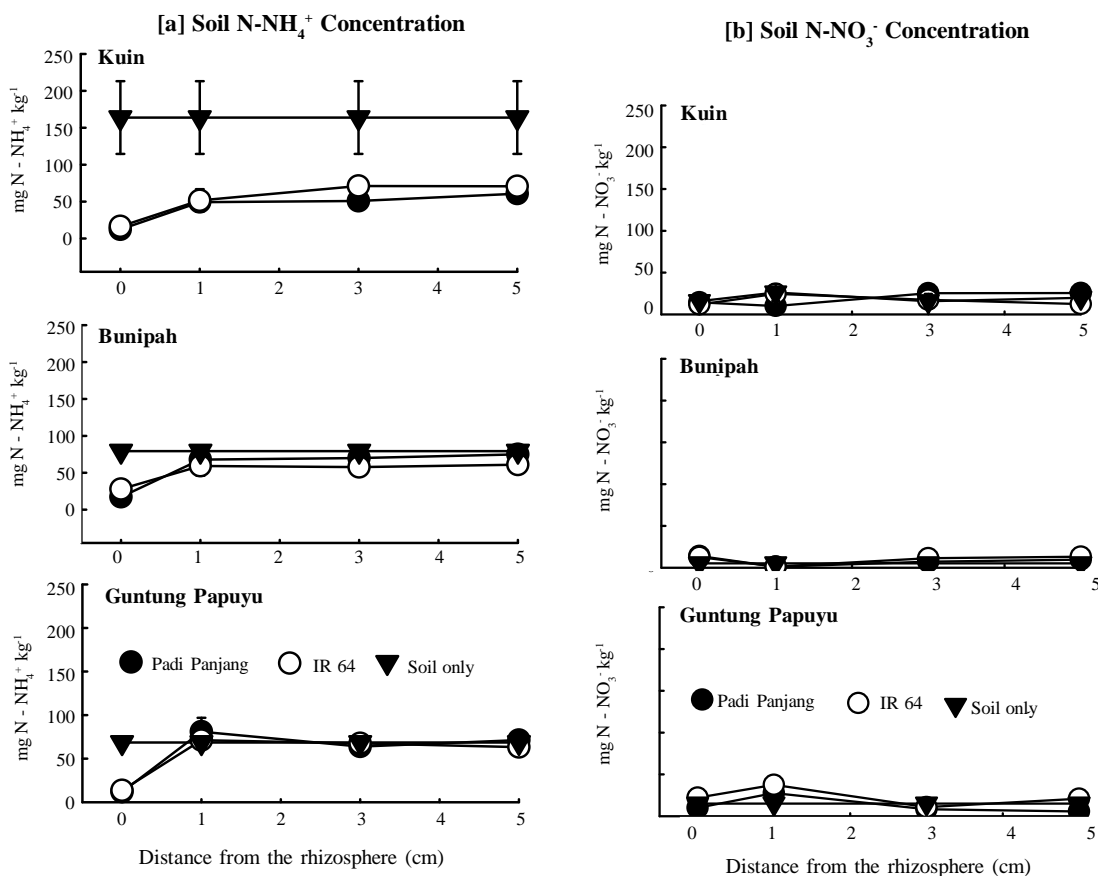 [a] Soil N-NH₄⁺ Concentration
Kuin
250
200
150
100
50
0
mg N - NH₄⁺ kg⁻¹
0 1 2 3 4 5
Bunipah
250
200
150
100
50
0
mg N - NH₄⁺ kg⁻¹
0 1 2 3 4 5
Guntung Papuyu
250
200
150
100
50
0
mg N - NH₄⁺ kg⁻¹
Padi Panjang IR 64 Soil only
0 1 2 3 4 5
Distance from the rhizosphere (cm)
[b] Soil N-NO₃⁻ Concentration
Kuin
250
200
150
100
50
0
mg N - NO₃⁻ kg⁻¹
0 1 2 3 4 5
Bunipah
mg N - NO₃⁻ kg⁻¹
0 1 2 3 4 5
Guntung Papuyu
mg N - NO₃⁻ kg⁻¹
Padi Panjang IR 64 Soil only
0 1 2 3 4 5
Distance from the rhizosphere (cm)